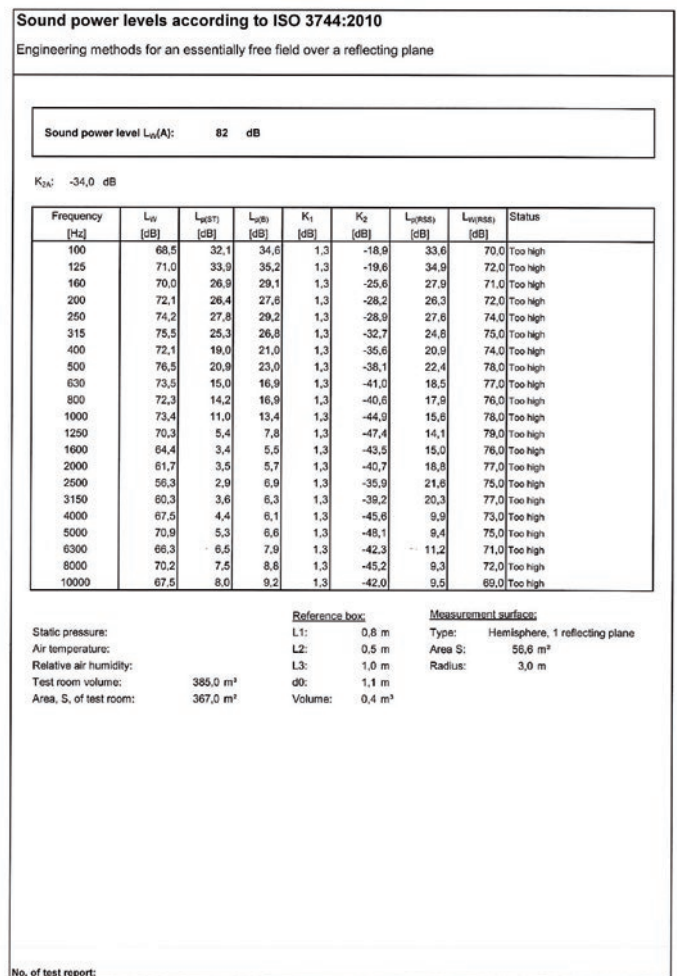 Sound power levels according to ISO 3744:2010
Engineering methods for an essentially free field over a reflecting plane
Sound power level LW(A): 82 dB
K2A: -34,0 dB
Frequency LW Lp(ST) Lp(B) K1 K2 Lp(RSS) LW(RSS) Status
[Hz] [dB] [dB] [dB] [dB] [dB] [dB] [dB]
100 68,5 32,1 34,6 1,3 -18,9 33,6 70,0 Too high
125 71,0 33,9 35,2 1,3 -19,6 34,9 72,0 Too high
160 70,0 26,9 29,1 1,3 -25,6 27,9 71,0 Too high
200 72,1 26,4 27,6 1,3 -28,2 26,3 72,0 Too high
250 74,2 27,8 29,2 1,3 -28,9 27,6 74,0 Too high
315 75,5 25,3 26,8 1,3 -32,7 24,6 75,0 Too high
400 72,1 19,0 21,0 1,3 -35,6 20,9 74,0 Too high
500 76,5 20,9 23,0 1,3 -38,1 22,4 78,0 Too high
630 73,5 15,0 16,9 1,3 -41,0 18,5 77,0 Too high
800 72,3 14,2 16,9 1,3 -40,6 17,9 76,0 Too high
1000 73,4 11,0 13,4 1,3 -44,9 15,6 78,0 Too high
1250 70,3 5,4 7,8 1,3 -47,4 14,1 79,0 Too high
1600 64,4 3,4 5,5 1,3 -43,5 15,0 76,0 Too high
2000 61,7 3,5 5,7 1,3 -40,7 18,8 77,0 Too high
2500 56,3 2,9 6,9 1,3 -35,9 21,6 75,0 Too high
3150 60,3 3,6 6,3 1,3 -39,2 20,3 77,0 Too high
4000 67,5 4,4 6,1 1,3 -45,6 9,9 73,0 Too high
5000 70,9 5,3 6,6 1,3 -48,1 9,4 75,0 Too high
6300 66,3 6,5 7,9 1,3 -42,3 11,2 71,0 Too high
8000 70,2 7,5 8,8 1,3 -45,2 9,3 72,0 Too high
10000 67,5 8,0 9,2 1,3 -42,0 9,5 69,0 Too high
Reference box: Measurement surface:
Static pressure: L1: 0,8 m Type: Hemisphere, 1 reflecting plane
Air temperature: L2: 0,5 m Area S: 56,6 m²
Relative air humidity: L3: 1,0 m Radius: 3,0 m
Test room volume: 385,0 m³ d0: 1,1 m
Area, S, of test room: 367,0 m² Volume: 0,4 m³
No. of test report: